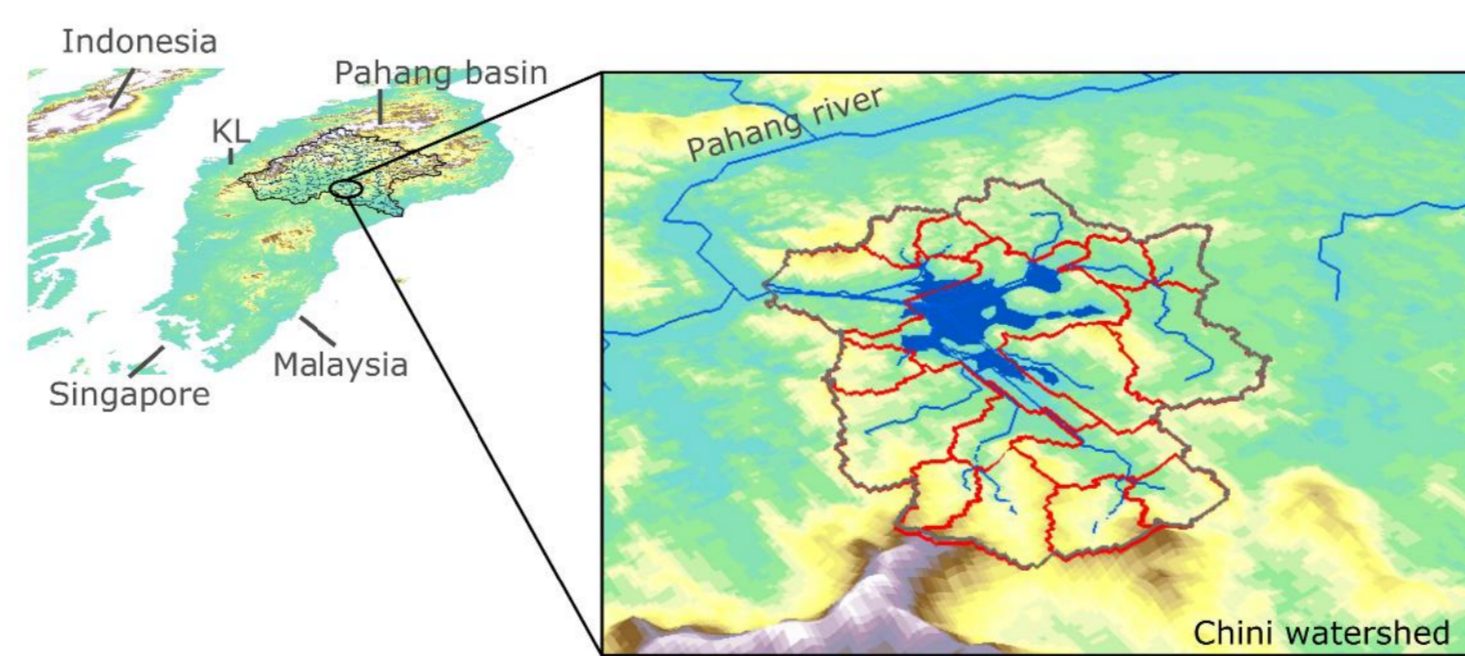 Indonesia
Pahang basin
KL
Malaysia
Singapore
Pahang river
Chini watershed